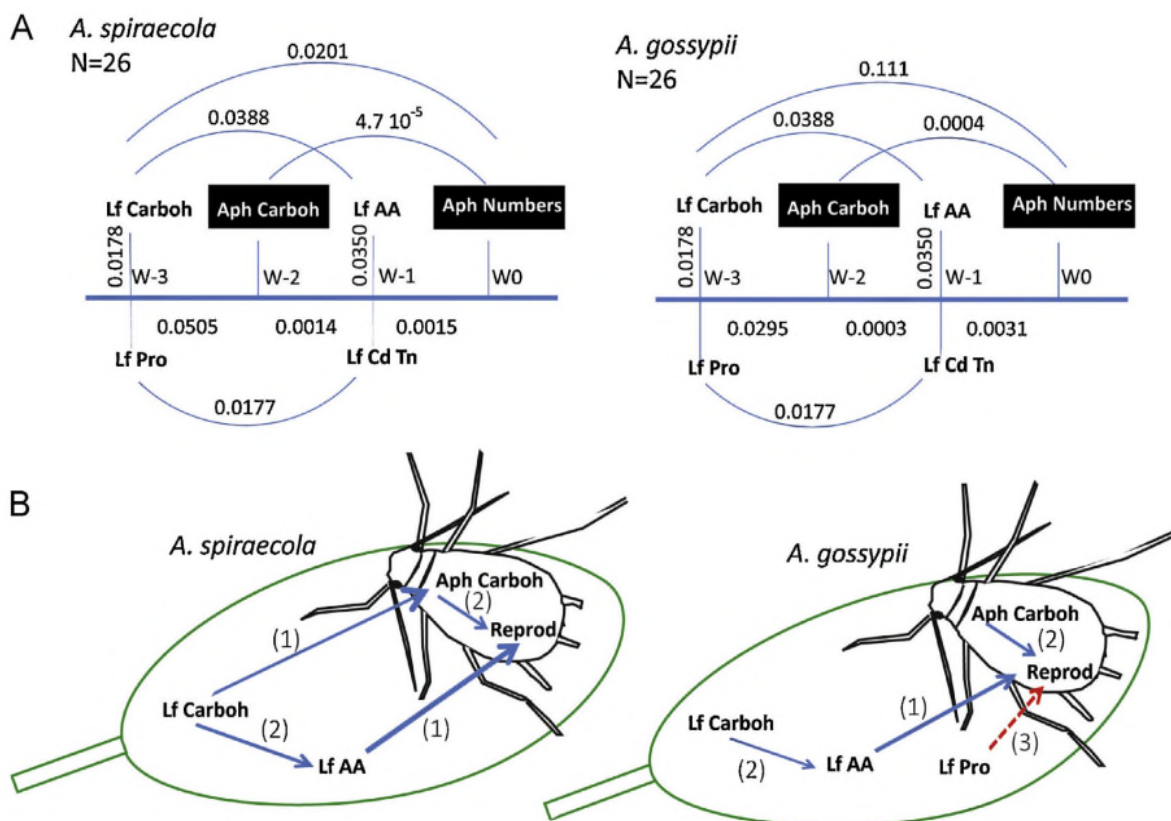 A
A. spiraecola
N=26
0.0201
0.0388
4.7 10⁻⁵
Lf Carboh
Aph Carboh
Lf AA
Aph Numbers
0.0178
W-3
W-2
0.0350
W-1
W0
0.0505
0.0014
0.0015
Lf Pro
Lf Cd Tn
0.0177
A. gossypii
N=26
0.111
0.0388
0.0004
Lf Carboh
Aph Carboh
Lf AA
Aph Numbers
0.0178
W-3
W-2
0.0350
W-1
W0
0.0295
0.0003
0.0031
Lf Pro
Lf Cd Tn
0.0177
B
A. spiraecola
Aph Carboh
(2)
Reprod
(1)
Lf Carboh
(2)
(1)
Lf AA
A. gossypii
Aph Carboh
(2)
Reprod
(1)
Lf Carboh
(2)
(3)
Lf AA
Lf Pro